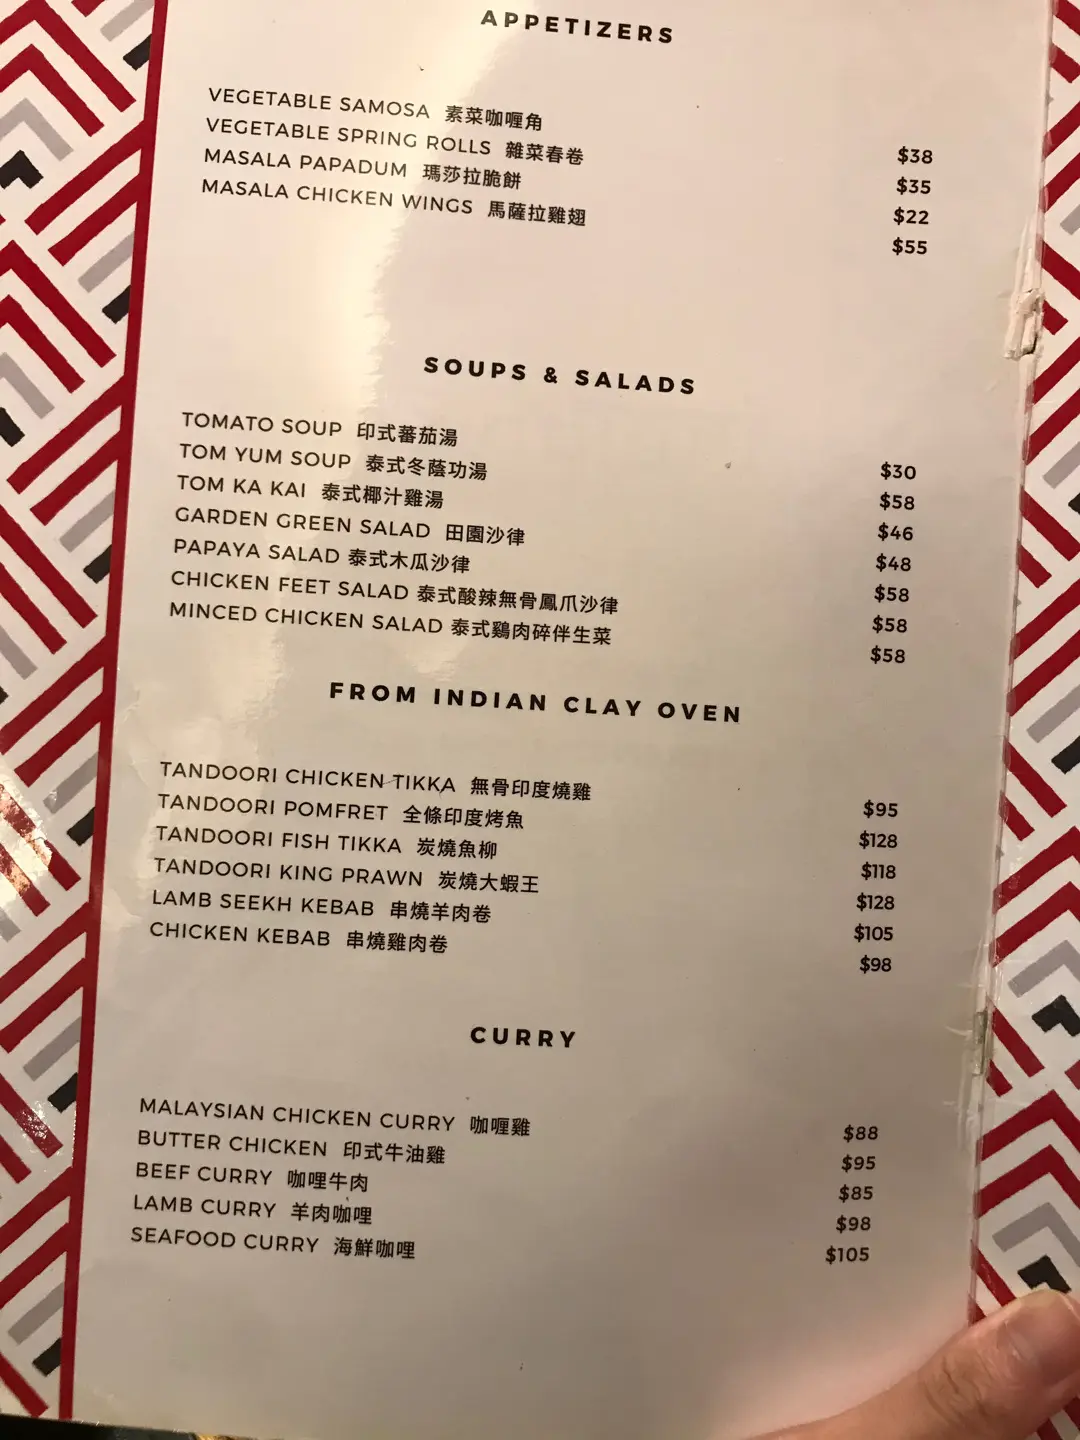 APPETIZERS
VEGETABLE SAMOSA 素菜咖喱角 $38
VEGETABLE SPRING ROLLS 雜菜春卷 $35
MASALA PAPADUM 瑪莎拉脆餅 $22
MASALA CHICKEN WINGS 馬薩拉雞翅 $55
SOUPS & SALADS
TOMATO SOUP 印式蕃茄湯 $30
TOM YUM SOUP 泰式冬蔭功湯 $58
TOM KA KAI 泰式椰汁雞湯 $46
GARDEN GREEN SALAD 田園沙律 $48
PAPAYA SALAD 泰式木瓜沙律 $58
CHICKEN FEET SALAD 泰式酸辣無骨鳳爪沙律 $58
MINCED CHICKEN SALAD 泰式鷄肉碎伴生菜 $58
FROM INDIAN CLAY OVEN
TANDOORI CHICKEN TIKKA 無骨印度燒雞 $95
TANDOORI POMFRET 全條印度烤魚 $128
TANDOORI FISH TIKKA 炭燒魚柳 $118
TANDOORI KING PRAWN 炭燒大蝦王 $128
LAMB SEEKH KEBAB 串燒羊肉卷 $105
CHICKEN KEBAB 串燒雞肉卷 $98
CURRY
MALAYSIAN CHICKEN CURRY 咖喱雞 $88
BUTTER CHICKEN 印式牛油雞 $95
BEEF CURRY 咖哩牛肉 $85
LAMB CURRY 羊肉咖哩 $98
SEAFOOD CURRY 海鮮咖哩 $105